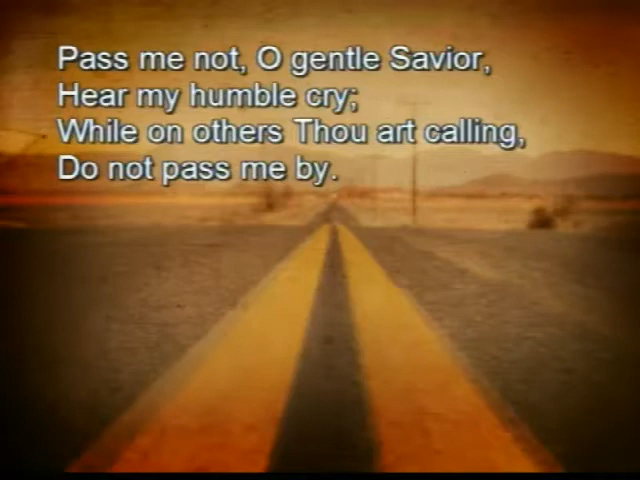 Pass me not, O gentle Savior,
Hear my humble cry;
While on others Thou art calling,
Do not pass me by.